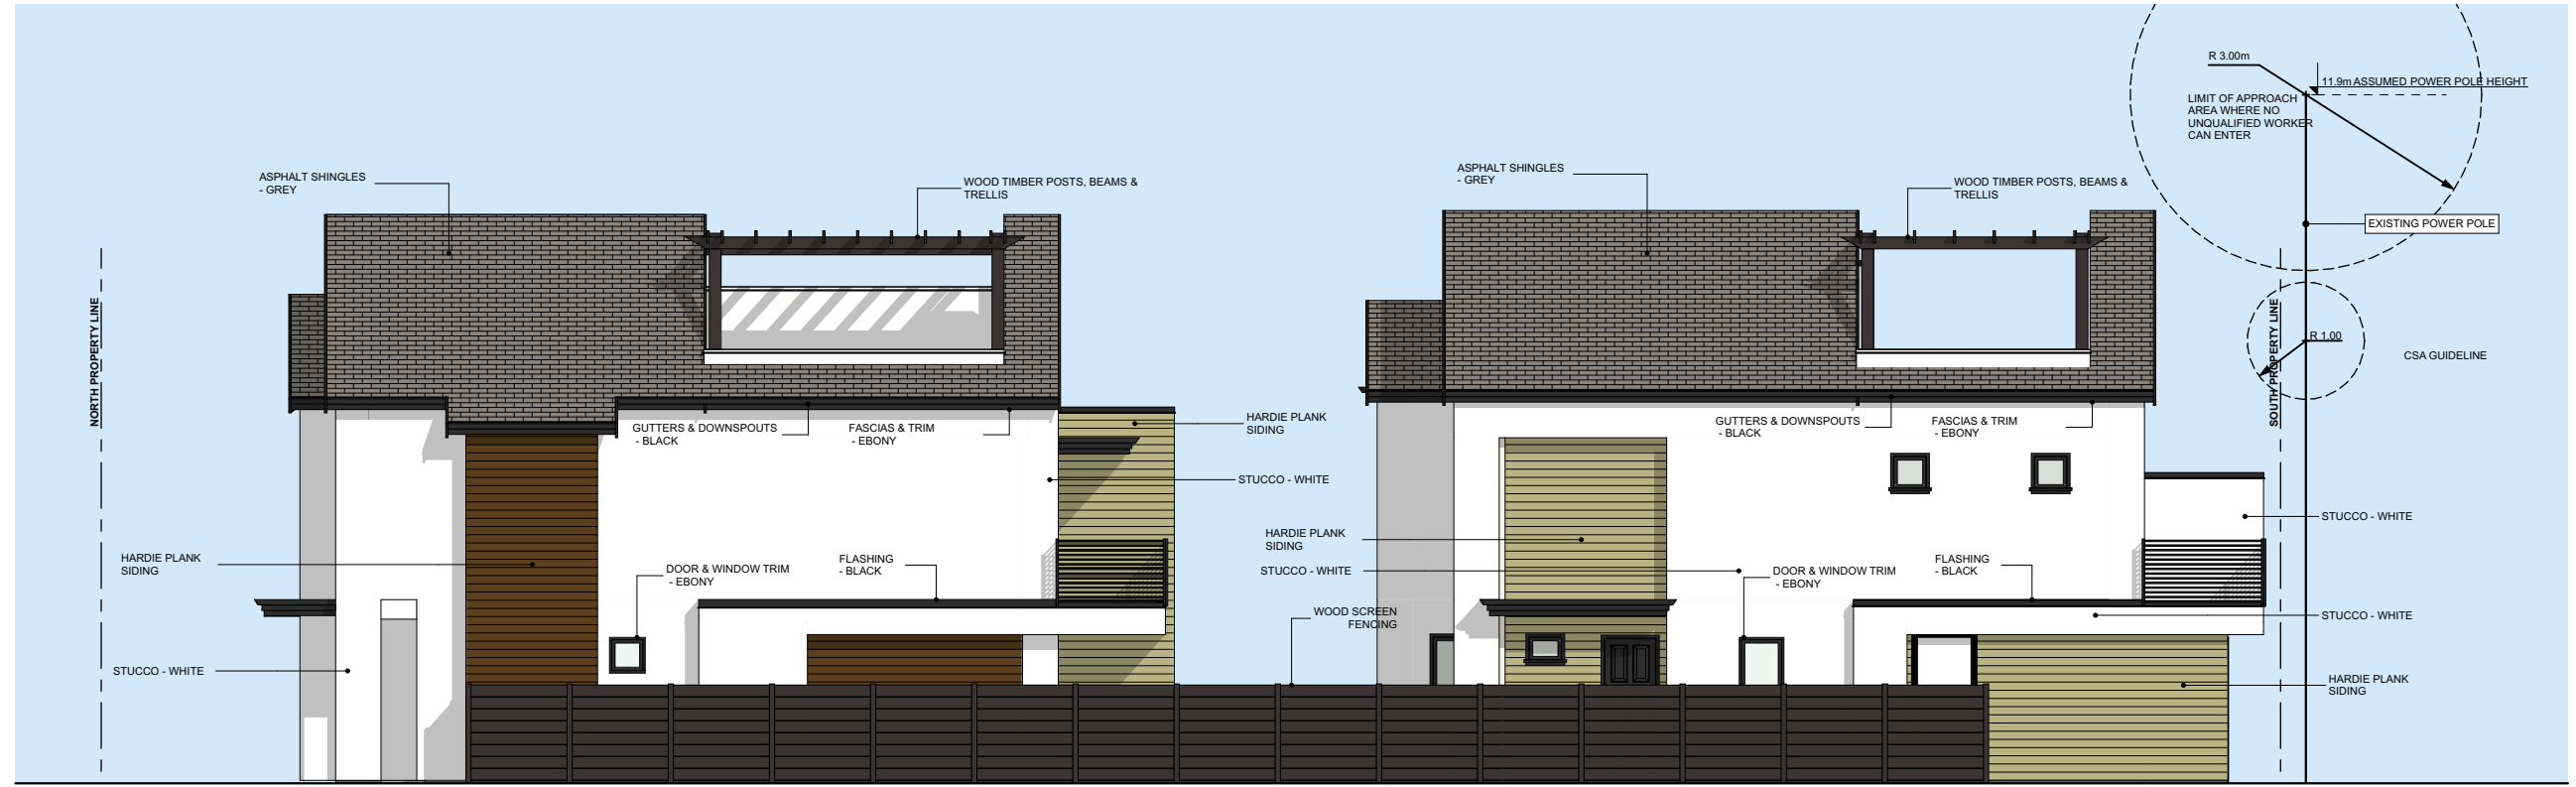 R 3.00m
11.9m ASSUMED POWER POLE HEIGHT
LIMIT OF APPROACH
AREA WHERE NO
UNQUALIFIED WORKER
CAN ENTER
ASPHALT SHINGLES
- GREY
WOOD TIMBER POSTS, BEAMS &
TRELLIS
ASPHALT SHINGLES
- GREY
WOOD TIMBER POSTS, BEAMS &
TRELLIS
EXISTING POWER POLE
NORTH PROPERTY LINE
SOUTH PROPERTY LINE
R 1.00
CSA GUIDELINE
GUTTERS & DOWNSPOUTS
- BLACK
FASCIAS & TRIM
- EBONY
HARDIE PLANK
SIDING
GUTTERS & DOWNSPOUTS
- BLACK
FASCIAS & TRIM
- EBONY
STUCCO - WHITE
STUCCO - WHITE
HARDIE PLANK
SIDING
HARDIE PLANK
SIDING
DOOR & WINDOW TRIM
- EBONY
FLASHING
- BLACK
STUCCO - WHITE
DOOR & WINDOW TRIM
- EBONY
FLASHING
- BLACK
WOOD SCREEN
FENCING
STUCCO - WHITE
STUCCO - WHITE
HARDIE PLANK
SIDING